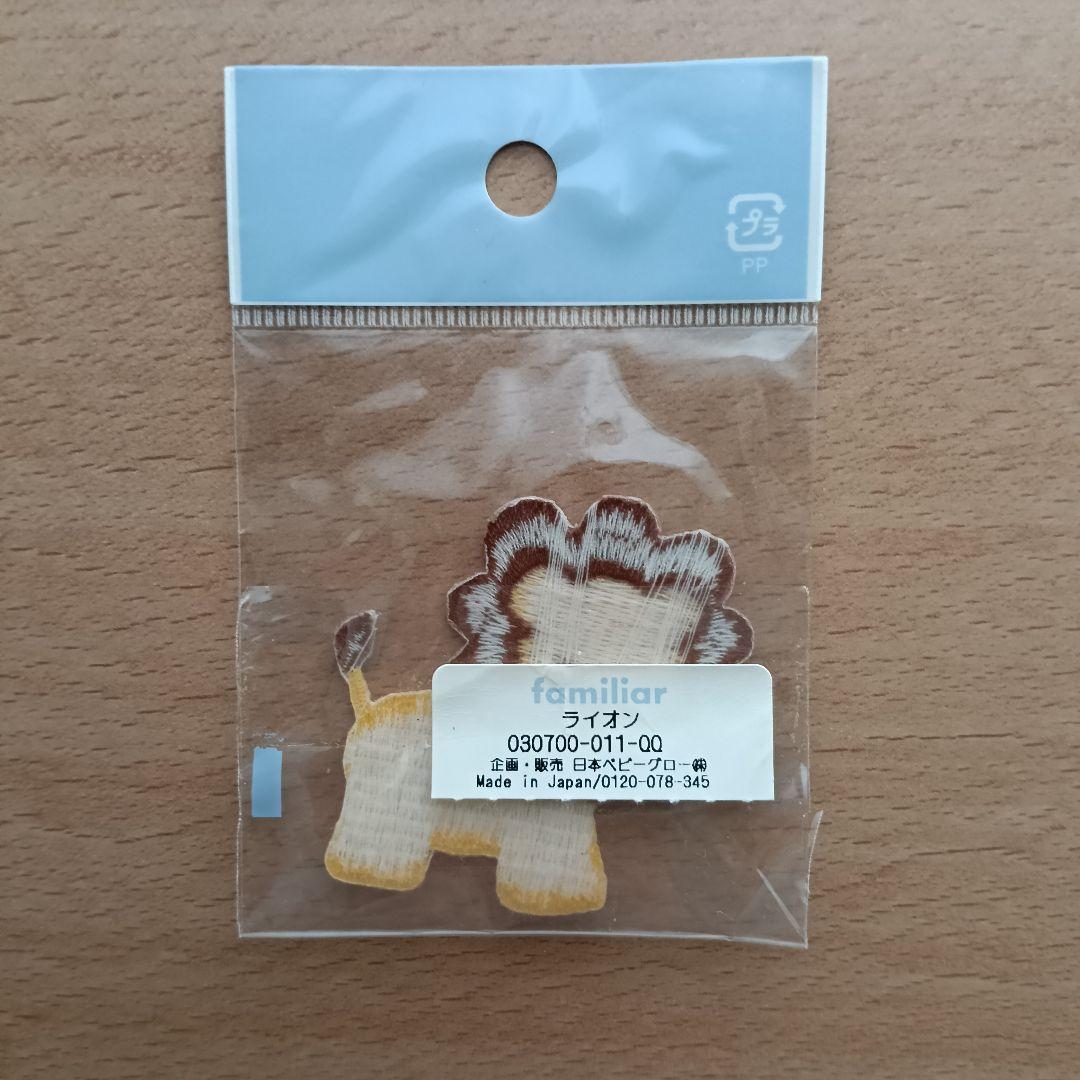 プラ
PP
familiar
ライオン
030700-011-QQ
企画・販売 日本ベビーグロー㈱
Made in Japan/0120-078-345